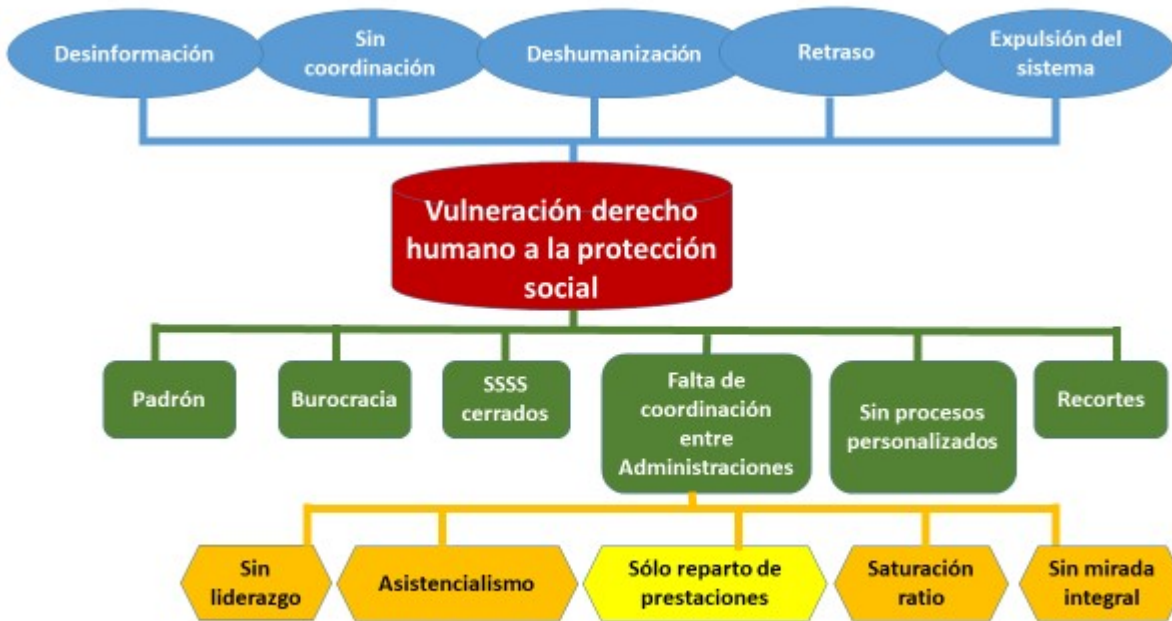 Desinformación
Sin
coordinación
Deshumanización
Retraso
Expulsión del
sistema
Vulneración derecho
humano a la protección
social
Padrón
Burocracia
SSSS
cerrados
Falta de
coordinación
entre
Administraciones
Sin procesos
personalizados
Recortes
Sin
liderazgo
Asistencialismo
Sólo reparto de
prestaciones
Saturación
ratio
Sin mirada
integral